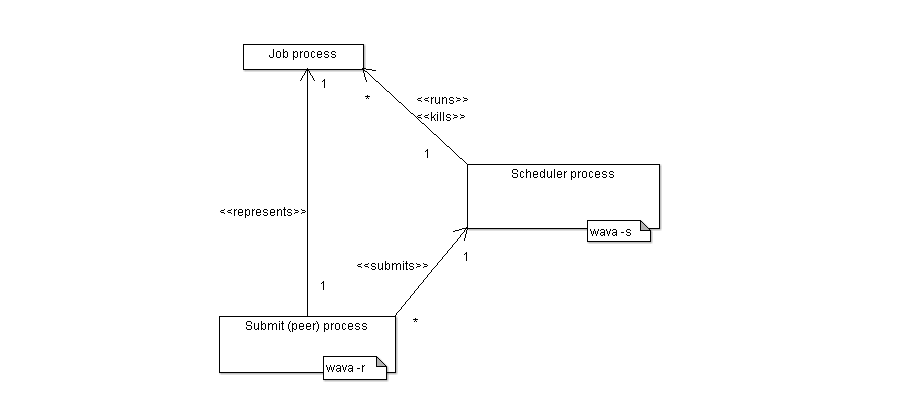 Job process
1
*
<<runs>>
<<kills>>
1
Scheduler process
wava -s
<<represents>>
<<submits>>
1
1
*
Submit (peer) process
wava -r